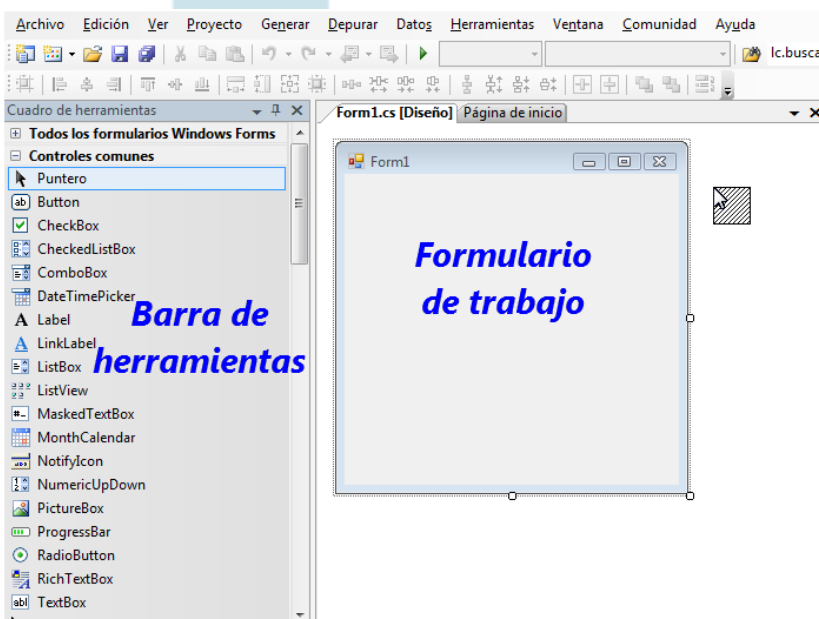 Archivo Edición Ver Proyecto Generar Depurar Datos Herramientas Ventana Comunidad Ayuda
lc.busca
Cuadro de herramientas
Form1.cs [Diseño] Página de inicio
Todos los formularios Windows Forms
Controles comunes
Puntero
Button
CheckBox
CheckedListBox
ComboBox
DateTimePicker
Label
LinkLabel
ListBox
ListView
MaskedTextBox
MonthCalendar
NotifyIcon
NumericUpDown
PictureBox
ProgressBar
RadioButton
RichTextBox
TextBox
Barra de
herramientas
Form1
Formulario
de trabajo